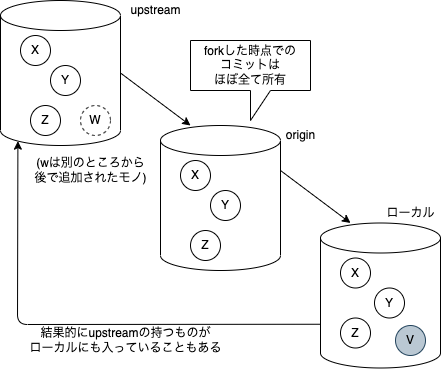 upstream
X
Y
Z
W
forkした時点での
コミットは
ほぼ全て所有
origin
(wは別のところから
後で追加されたモノ)
X
Y
Z
ローカル
X
Y
Z
V
結果的にupstreamの持つものが
ローカルにも入っていることもある